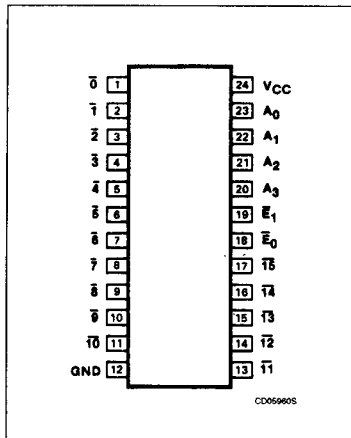 0̅ 1 24 VCC
1̅ 2 23 A0
2̅ 3 22 A1
3̅ 4 21 A2
4̅ 5 20 A3
5̅ 6 19 E̅1
6̅ 7 18 E̅0
7̅ 8 17 1̅5̅
8̅ 9 16 1̅4̅
9̅ 10 15 1̅3̅
1̅0̅ 11 14 1̅2̅
GND 12 13 1̅1̅
CD05960S